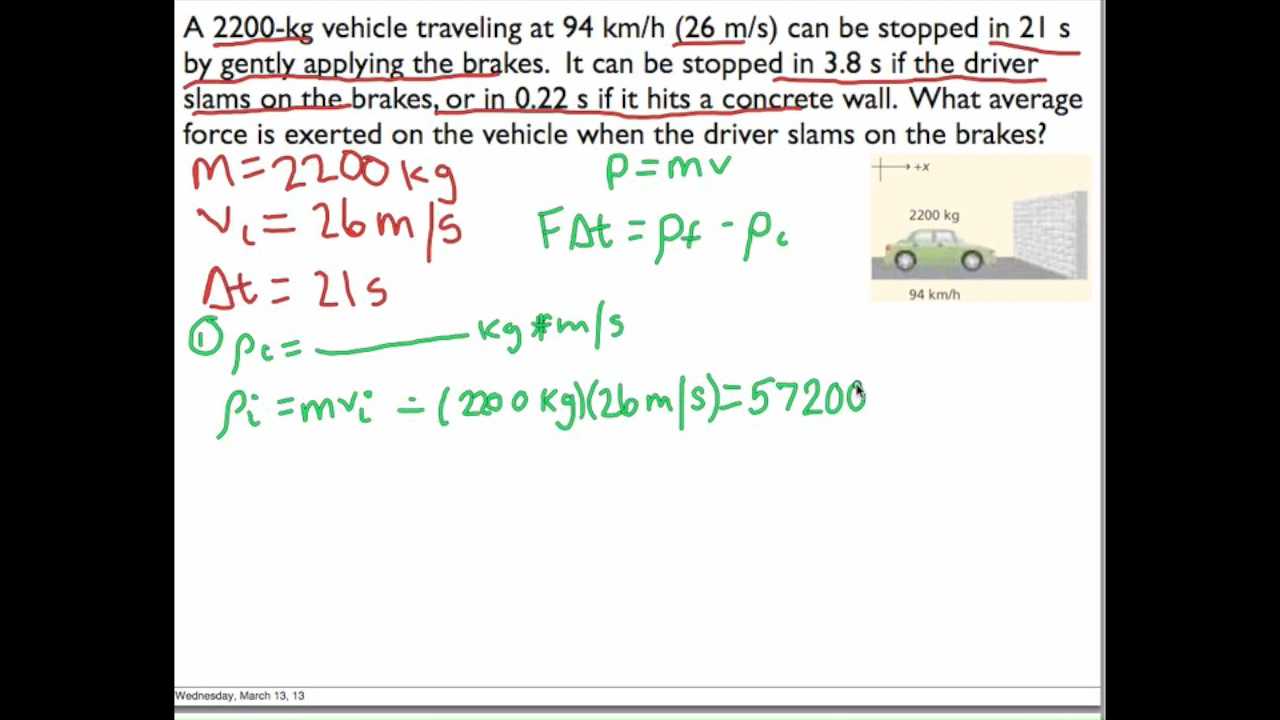 A 2200-kg vehicle traveling at 94 km/h (26 m/s) can be stopped in 21 s
by gently applying the brakes. It can be stopped in 3.8 s if the driver
slams on the brakes, or in 0.22 s if it hits a concrete wall. What average
force is exerted on the vehicle when the driver slams on the brakes?
m = 2200 kg
vi = 26 m/s
Δt = 21 s
p = mv
FΔt = pf - pi
+x
2200 kg
94 km/h
① pi = ______ kg*m/s
pi = mvi = (2200 kg)(26 m/s) = 57200
Wednesday, March 13, 13